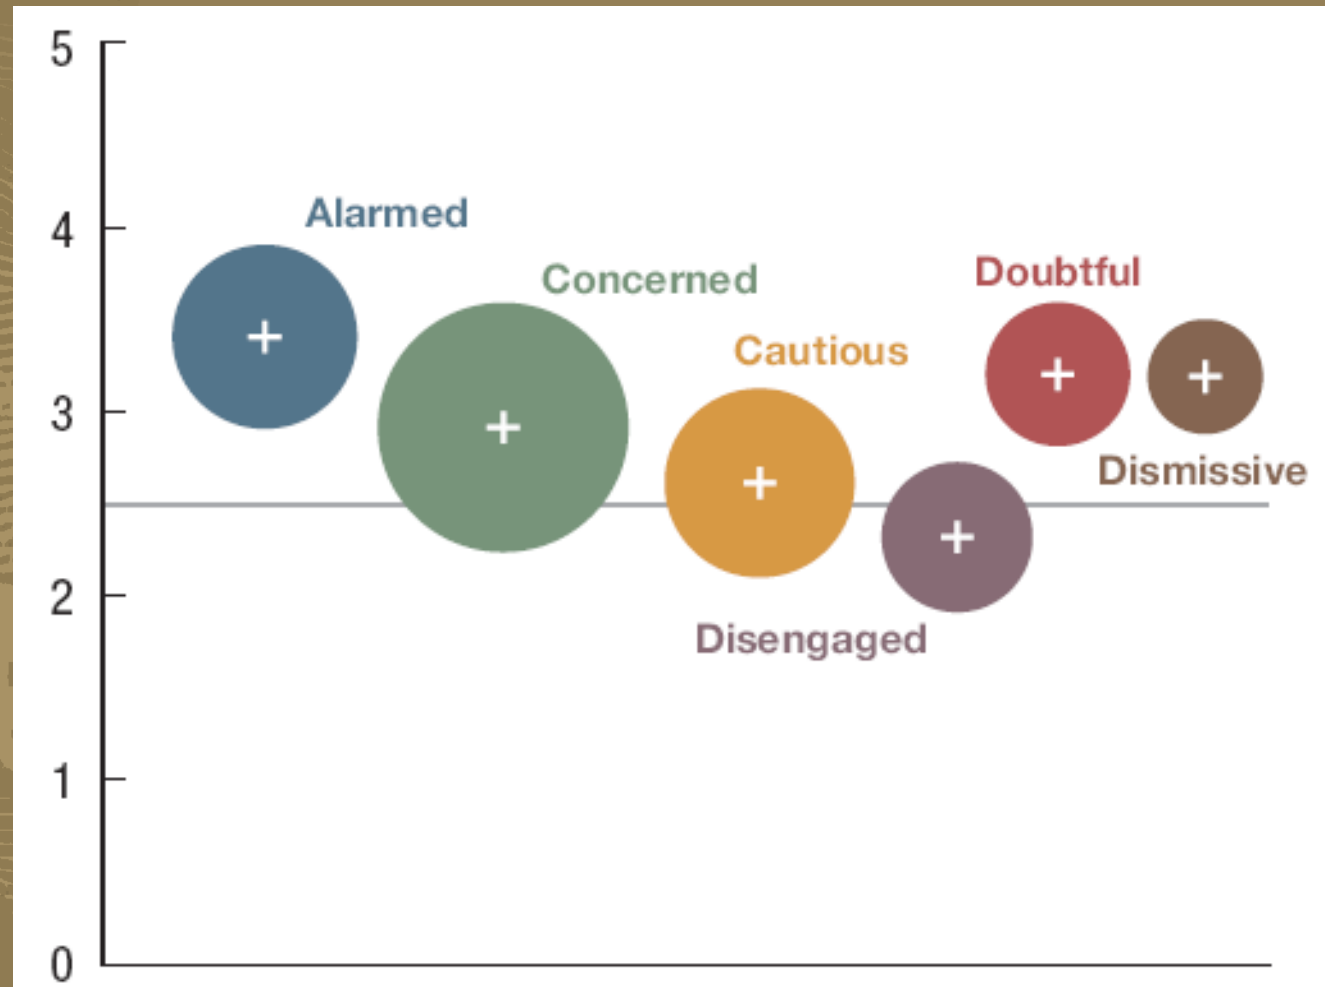 5
Alarmed
4
Concerned
Doubtful
Cautious
3
Dismissive
2
Disengaged
1
0